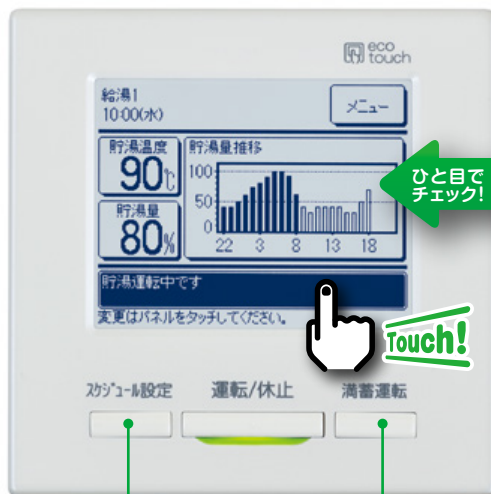 eco
touch
給湯1
10:00(水)
メニュー
貯湯温度
90℃
貯湯量
80%
貯湯量推移
100
50
0
22 3 8 13 18
ひと目で
チェック!
貯湯運転中です
変更はパネルをタッチしてください。
Touch!
スケジュール設定
運転/休止
満蓄運転